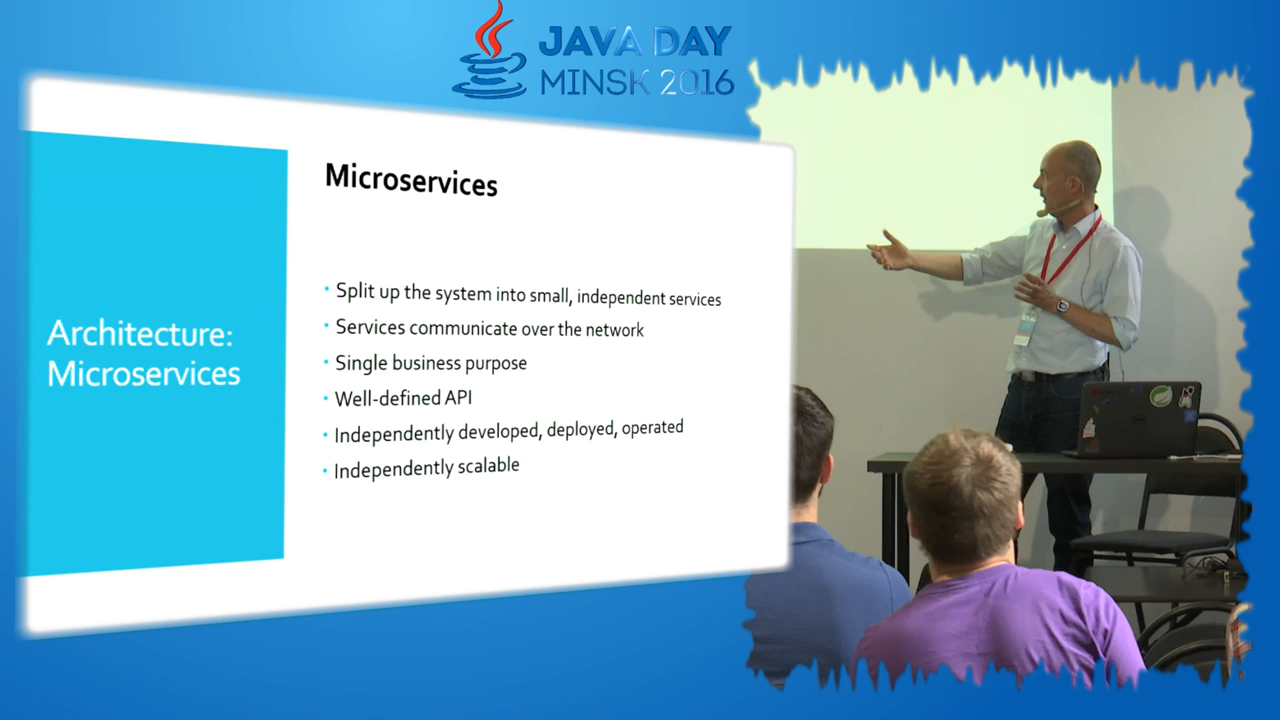 JAVA DAY
MINSK 2016
Architecture:
Microservices
Microservices
• Split up the system into small, independent services
• Services communicate over the network
• Single business purpose
• Well-defined API
• Independently developed, deployed, operated
• Independently scalable